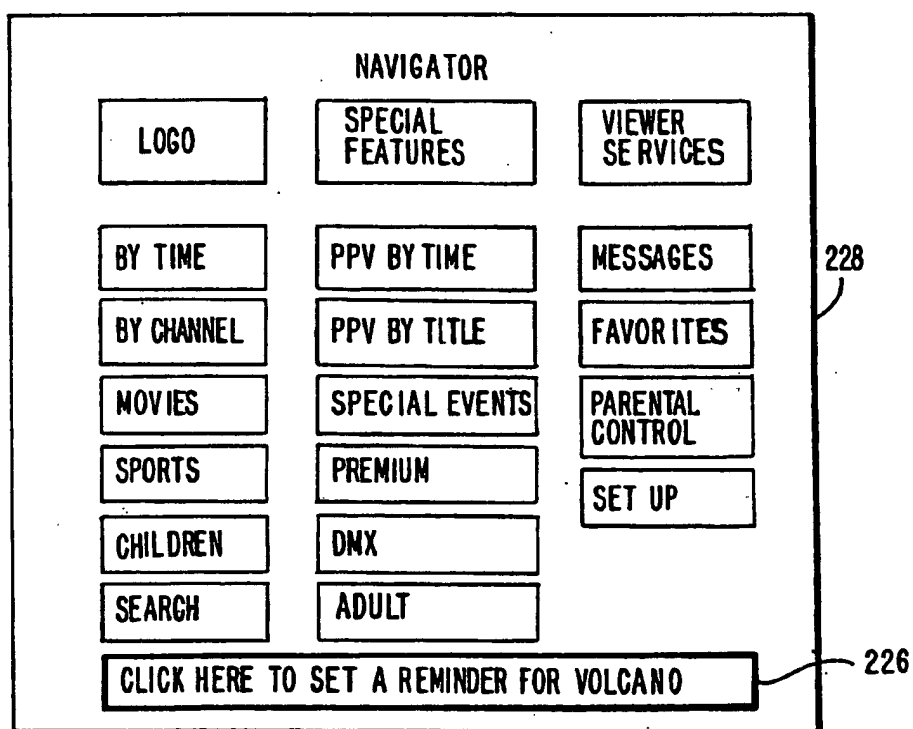 NAVIGATOR
LOGO
SPECIAL
FEATURES
VIEWER
SERVICES
BY TIME
PPV BY TIME
MESSAGES
228
BY CHANNEL
PPV BY TITLE
FAVORITES
MOVIES
SPECIAL EVENTS
PARENTAL
CONTROL
SPORTS
PREMIUM
SET UP
CHILDREN
DMX
SEARCH
ADULT
CLICK HERE TO SET A REMINDER FOR VOLCANO
226